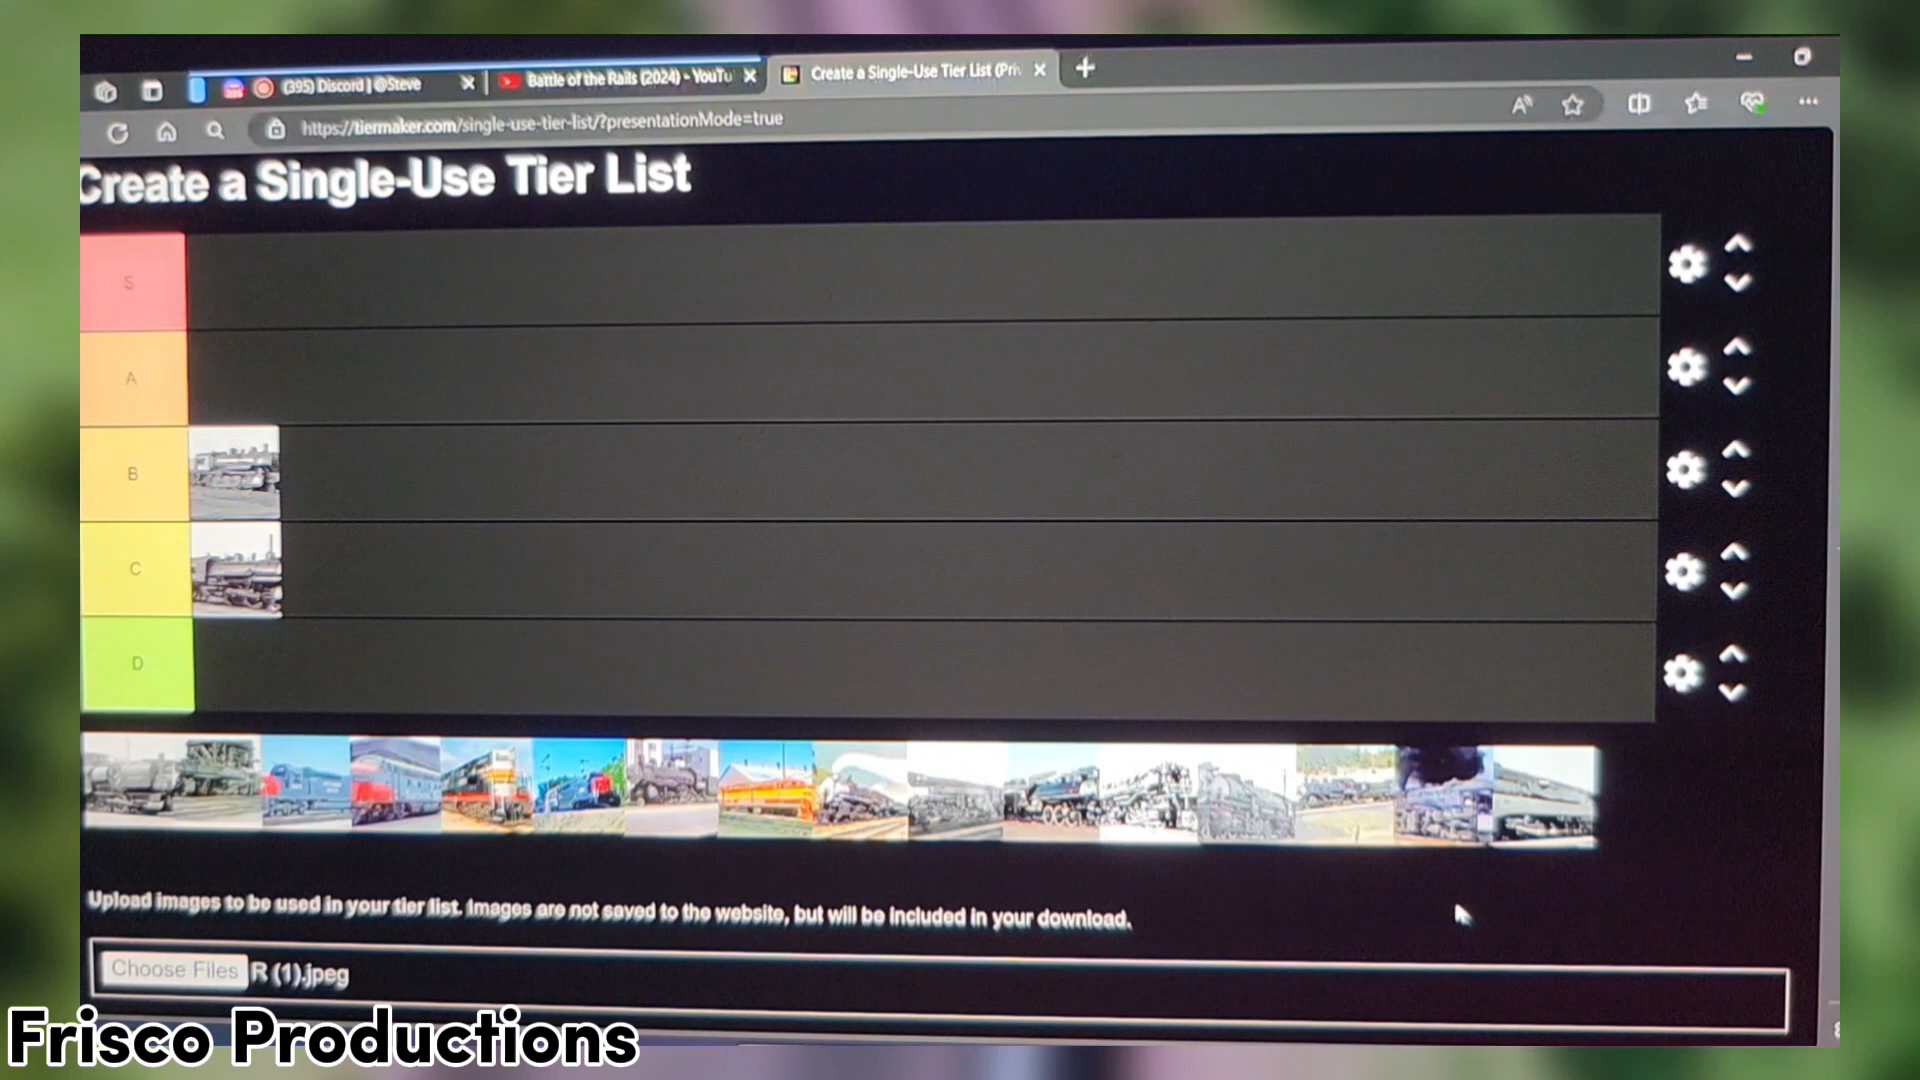 (395) Discord | @Steve
Battle of the Rails (2024) - YouTu
Create a Single-Use Tier List (Pri
https://tiermaker.com/single-use-tier-list/?presentationMode=true
Create a Single-Use Tier List
S
A
B
C
D
Upload images to be used in your tier list. Images are not saved to the website, but will be included in your download.
Choose Files R (1).jpeg
Frisco Productions